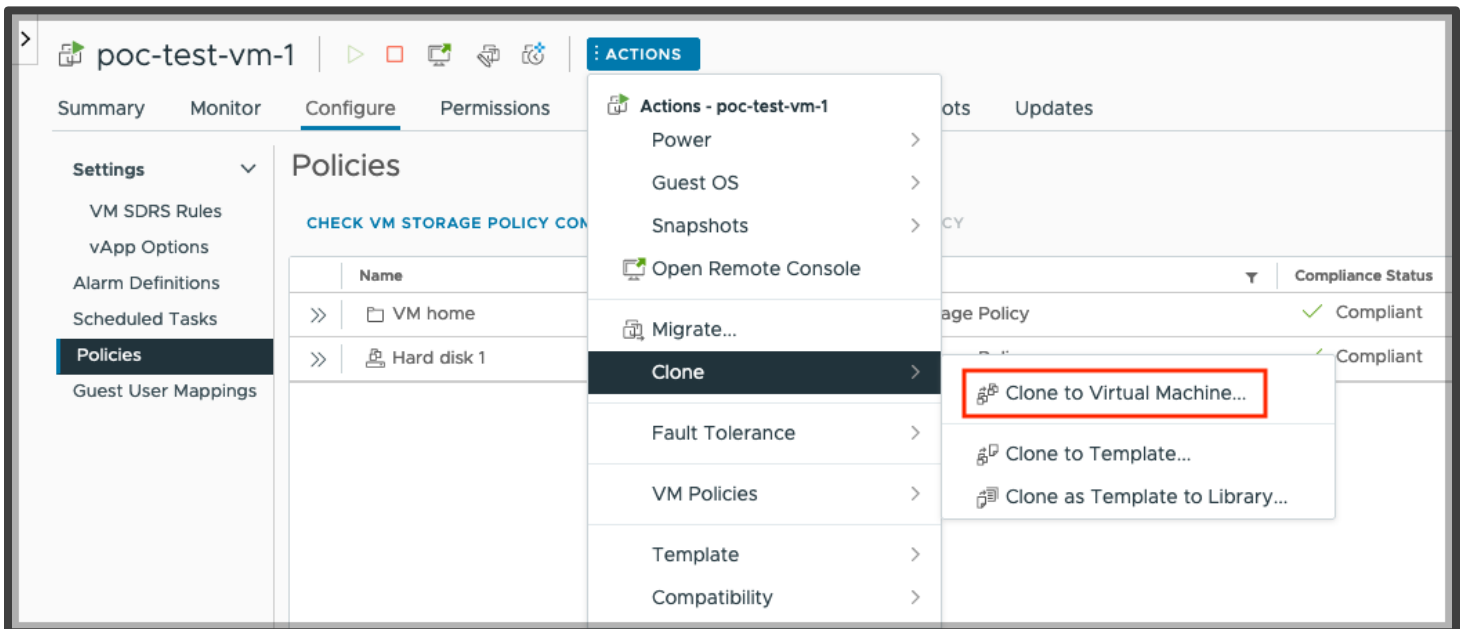 poc-test-vm-1
ACTIONS
Summary Monitor Configure Permissions ots Updates
Actions - poc-test-vm-1
Power
Guest OS
Snapshots
Open Remote Console
Migrate...
Clone
Fault Tolerance
VM Policies
Template
Compatibility
Clone to Virtual Machine...
Clone to Template...
Clone as Template to Library...
Settings
VM SDRS Rules
vApp Options
Alarm Definitions
Scheduled Tasks
Policies
Guest User Mappings
Policies
CHECK VM STORAGE POLICY COM CY
Name Compliance Status
VM home age Policy Compliant
Hard disk 1 Compliant